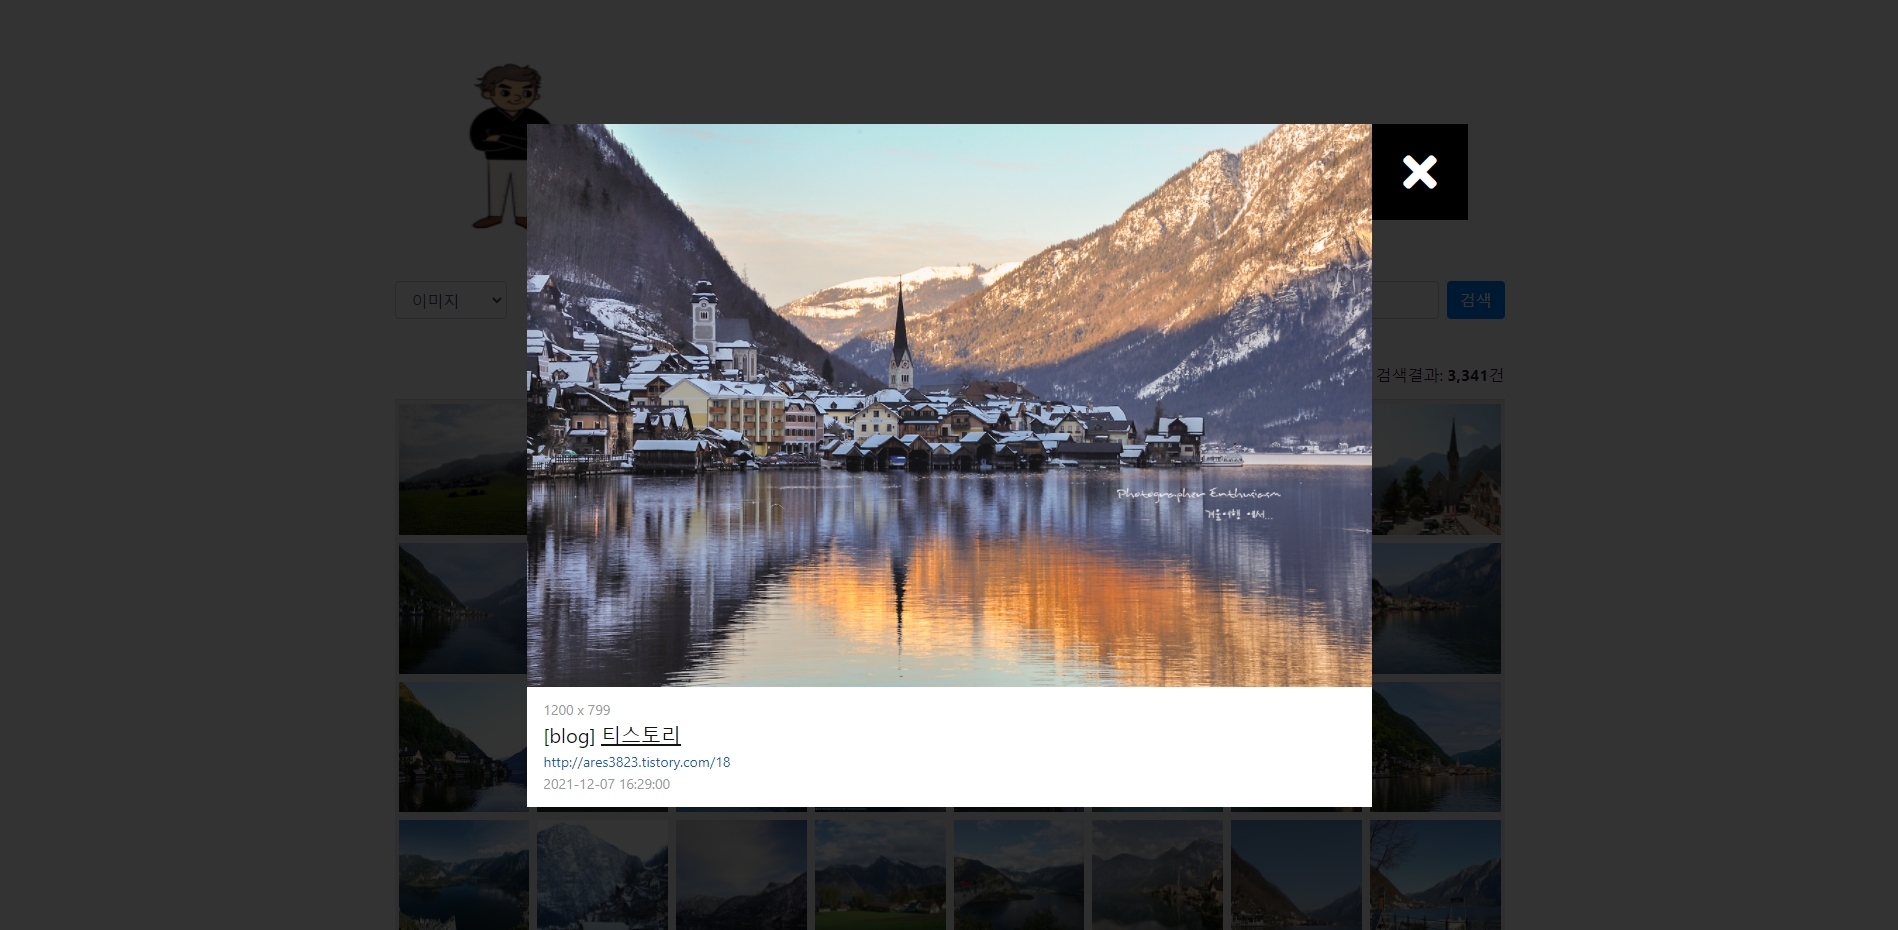 이미지
검색
검색결과: 3,341건
Photographer Enthusiasm
겨울여행 에서...
1200 x 799
[blog] 티스토리
http://ares3823.tistory.com/18
2021-12-07 16:29:00